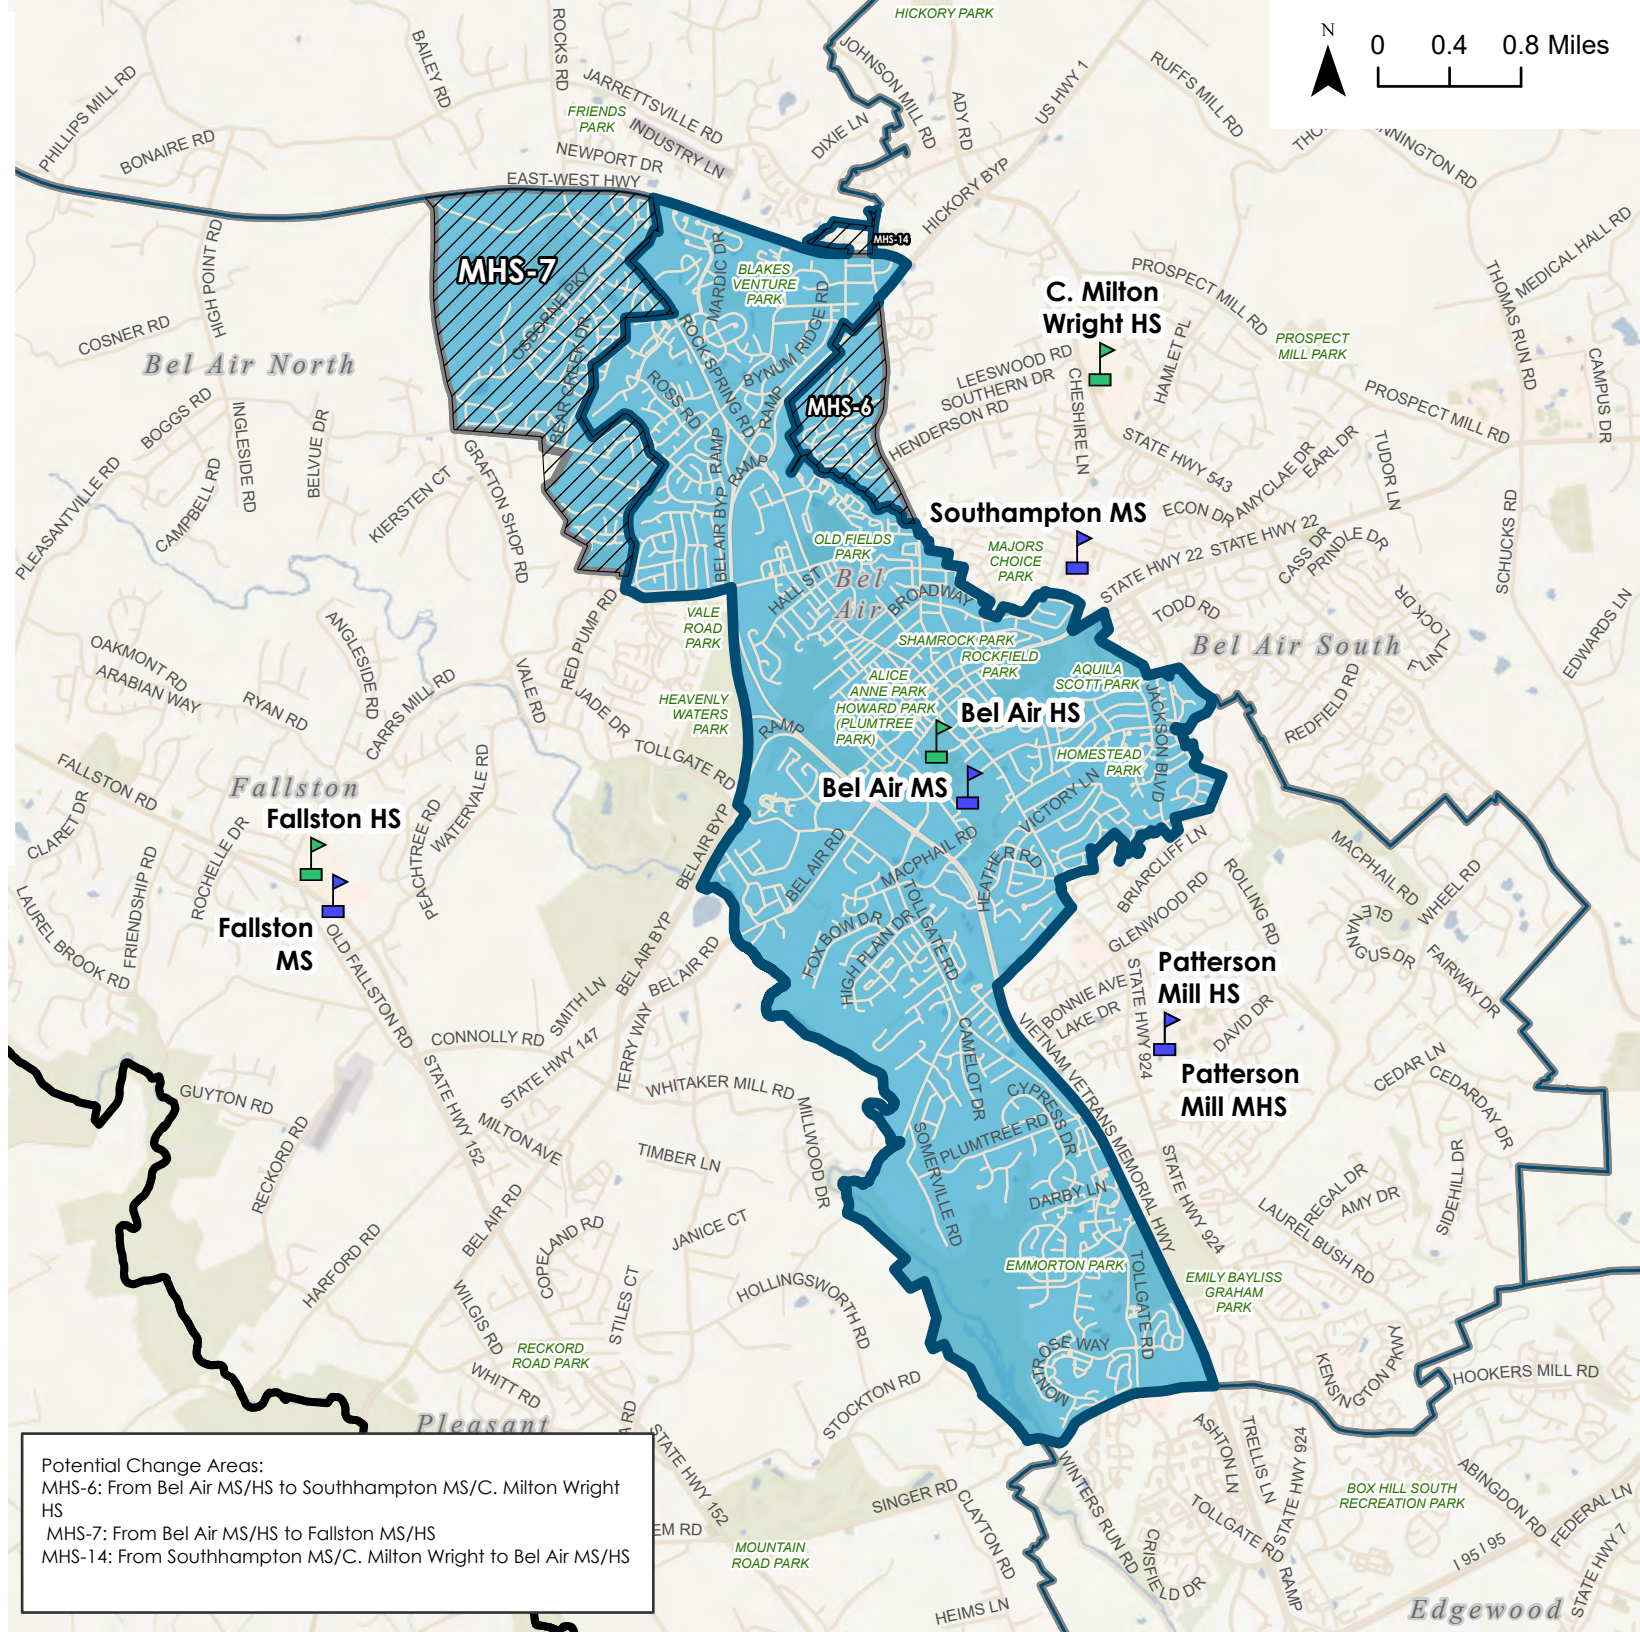 HICKORY PARK
N
0 0.4 0.8 Miles
ROCKS RD
BAILEY RD
JOHNSON MILL RD
RUFFS MILL RD
US HWY 1
PHILLIPS MILL RD
JARRETTSVILLE RD
ADY RD
FRIENDS
PARK
INDUSTRY LN
DIXIE LN
BONAIRE RD
NEWPORT DR
EAST-WEST HWY
HICKORY BYP
MEDICAL HALL RD
HIGH POINT RD
MHS-14
MHS-7
MARDIC DR
BLAKES
VENTURE
PARK
PROSPECT MILL RD
THOMAS RUN RD
C. Milton
Wright HS
OSBORNE PKY
COSNER RD
Bel Air North
BEAR CREEK DR
ROCK SPRING RD
BYNUM RIDGE RD
LEESWOOD RD
SOUTHERN DR
HENDERSON RD
HAMLET PL
PROSPECT
MILL PARK
CAMPUS DR
ROSS RD
RAMP
MHS-6
CHESHIRE LN
PROSPECT MILL RD
BOGGS RD
INGLESIDE RD
BELVUE DR
GRAFTON SHOP RD
RAMP
RAMP
BELAIR BYP
STATE HWY 543
EARL DR
AMYCLAE DR
TUDOR LN
PLEASANTVILLE RD
CAMPBELL RD
KIERSTEN CT
Southampton MS
ECON DR
STATE HWY 22 STATE HWY 22
CASS DR
PRINDLE DR
SCHUCKS RD
OLD FIELDS
PARK
MAJORS
CHOICE
PARK
Bel
Air
HALL ST
BROADWAY
TODD RD
LOCK DR
FLINT
EDWARDS LN
VALE
ROAD
PARK
RED PUMP RD
ANGLESIDE RD
SHAMROCK PARK
ROCKFIELD
PARK
Bel Air South
OAKMONT RD
ARABIAN WAY
RYAN RD
CARRS MILL RD
VALE RD
JADE DR
HEAVENLY
WATERS
PARK
ALICE
ANNE PARK
HOWARD PARK
(PLUMTREE
PARK)
AQUILA
SCOTT PARK
JACKSON BLVD
REDFIELD RD
Bel Air HS
RAMP
TOLLGATE RD
HOMESTEAD
PARK
FALLSTON RD
Fallston
Bel Air MS
VICTORY LN
CLARET DR
Fallston HS
PEACHTREE RD
WATERVALE RD
BELAIR BYP
BEL AIR RD
MACPHAIL RD
HEATHER RD
BRIARCLIFF LN
MACPHAIL RD
WHEEL RD
ROCHELLE DR
FRIENDSHIP RD
LAUREL BROOK RD
Fallston
MS
OLD FALLSTON RD
BEL AIR BYP
BEL AIR RD
FOX BOW DR
HIGH PLAIN DR
TOLLGATE RD
GLENWOOD RD
ROLLING RD
GLENANGUS DR
FAIRWAY DR
Patterson
Mill HS
BONNIE AVE
LAKE DR
STATE HWY 924
DAVID DR
CONNOLLY RD
SMITH LN
STATE HWY 147
TERRY WAY
CAMELOT DR
VIETNAM VETRANS MEMORIAL HWY
Patterson
Mill MHS
CEDAR LN
CEDARDAY DR
GUYTON RD
STATE HWY 152
WHITAKER MILL RD
MILLWOOD DR
CYPRESS DR
PLUMTREE RD
RECKORD RD
MILTON AVE
TIMBER LN
SOMERVILLE RD
DARBY LN
STATE HWY 924
REGAL DR
AMY DR
SIDEHILL DR
LAUREL BUSH RD
BEL AIR RD
COPELAND RD
JANICE CT
HARFORD RD
EMMORTON PARK
TOLLGATE RD
EMILY BAYLISS
GRAHAM
PARK
WILGIS RD
STILES CT
HOLLINGSWORTH RD
RECKORD
ROAD PARK
MONTROSE WAY
KENSINGTON PKWY
HOOKERS MILL RD
WHITT RD
STOCKTON RD
Pleasant
STATE HWY 152
ASHTON LN
TRELLIS LN
STATE HWY 924
Potential Change Areas:
MHS-6: From Bel Air MS/HS to Southhampton MS/C. Milton Wright
HS
MHS-7: From Bel Air MS/HS to Fallston MS/HS
MHS-14: From Southhampton MS/C. Milton Wright to Bel Air MS/HS
SINGER RD
CLAYTON RD
WINTERS RUN RD
TOLLGATE RD
BOX HILL SOUTH
RECREATION PARK
ABINGDON RD
FEDERAL LN
MOUNTAIN
ROAD PARK
CRISFIELD DR
RAMP
I 95 I 95
STATE HWY 7
HEIMS LN
Edgewood